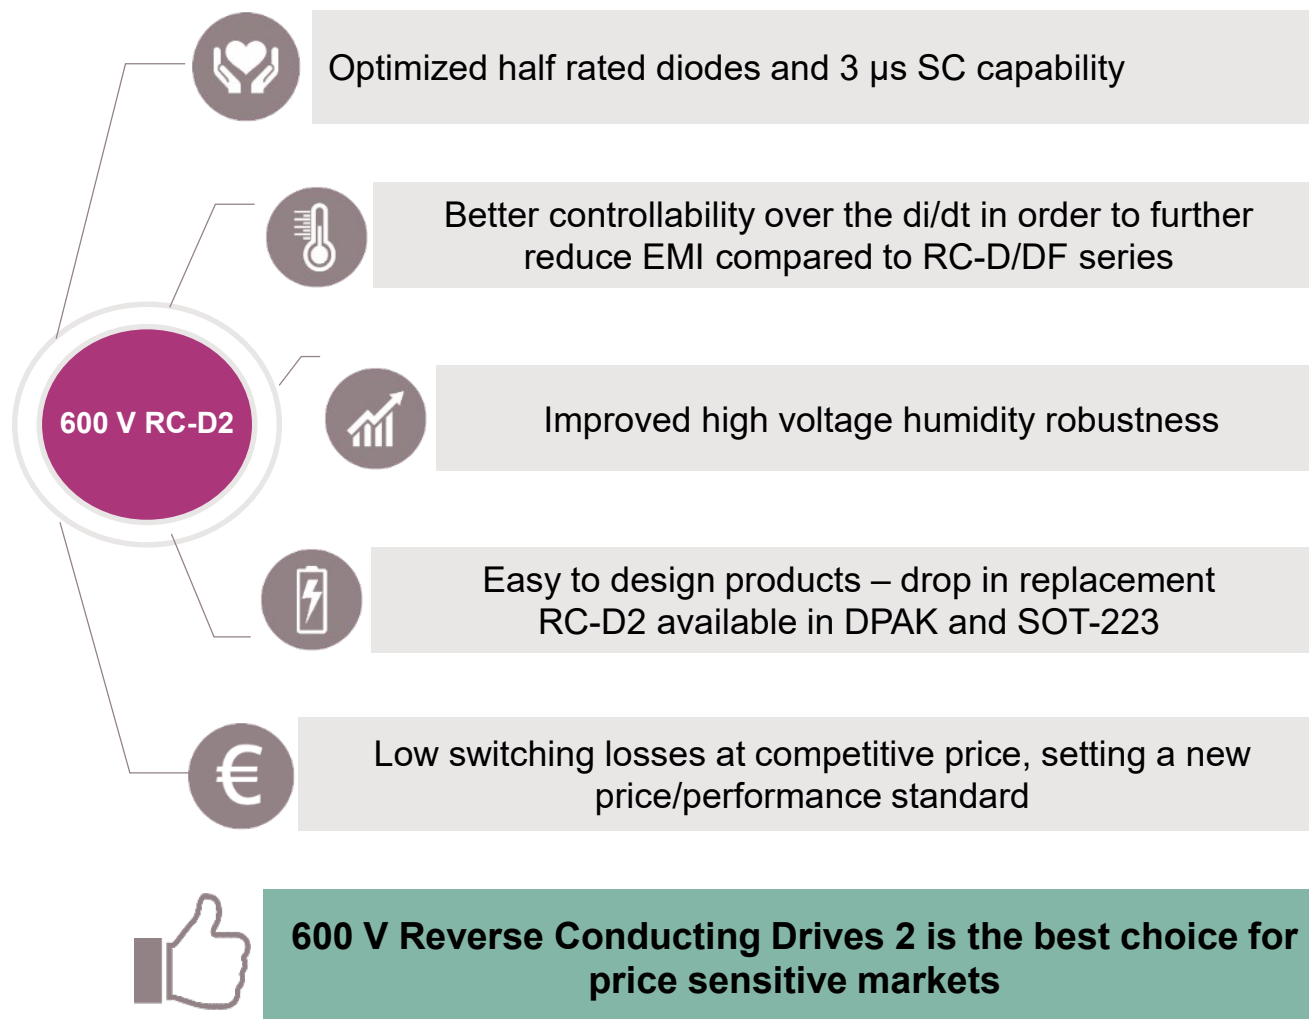 Optimized half rated diodes and 3 µs SC capability
Better controllability over the di/dt in order to further
reduce EMI compared to RC-D/DF series
600 V RC-D2
Improved high voltage humidity robustness
Easy to design products – drop in replacement
RC-D2 available in DPAK and SOT-223
€
Low switching losses at competitive price, setting a new
price/performance standard
600 V Reverse Conducting Drives 2 is the best choice for
price sensitive markets